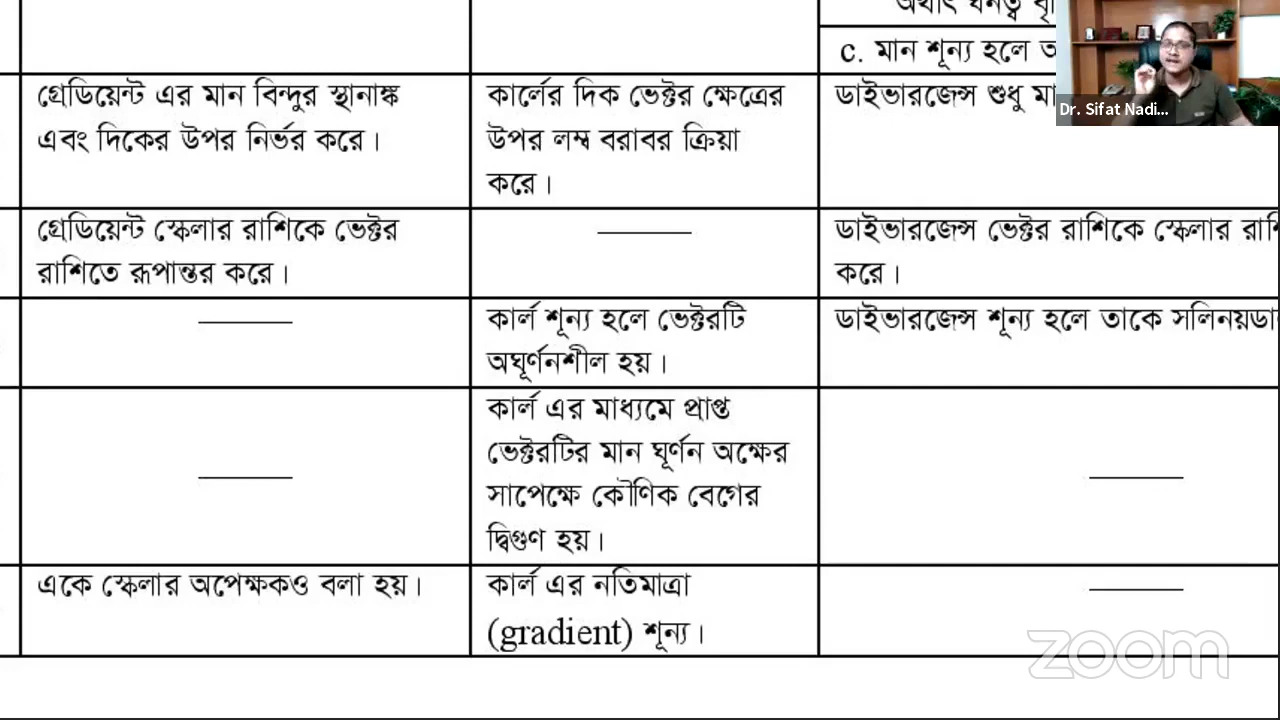 অর্থাৎ ঘনত্ব
c. মান শূন্য হলে
Dr. Sifat Nadi...
গ্রেডিয়েন্ট এর মান বিন্দুর স্থানাঙ্ক
এবং দিকের উপর নির্ভর করে।
কার্লের দিক ভেক্টর ক্ষেত্রের
উপর লম্ব বরাবর ক্রিয়া
করে।
ডাইভারজেন্স শুধু
গ্রেডিয়েন্ট স্কেলার রাশিকে ভেক্টর
রাশিতে রূপান্তর করে।
ডাইভারজেন্স ভেক্টর রাশিকে স্কেলার
করে।
কার্ল শূন্য হলে ভেক্টরটি
অঘূর্ণনশীল হয়।
ডাইভারজেন্স শূন্য হলে তাকে
কার্ল এর মাধ্যমে প্রাপ্ত
ভেক্টরটির মান ঘূর্ণন অক্ষের
সাপেক্ষে কৌণিক বেগের
দ্বিগুণ হয়।
একে স্কেলার অপেক্ষকও বলা হয়।
কার্ল এর নতিমাত্রা
(gradient) শূন্য।
zoom